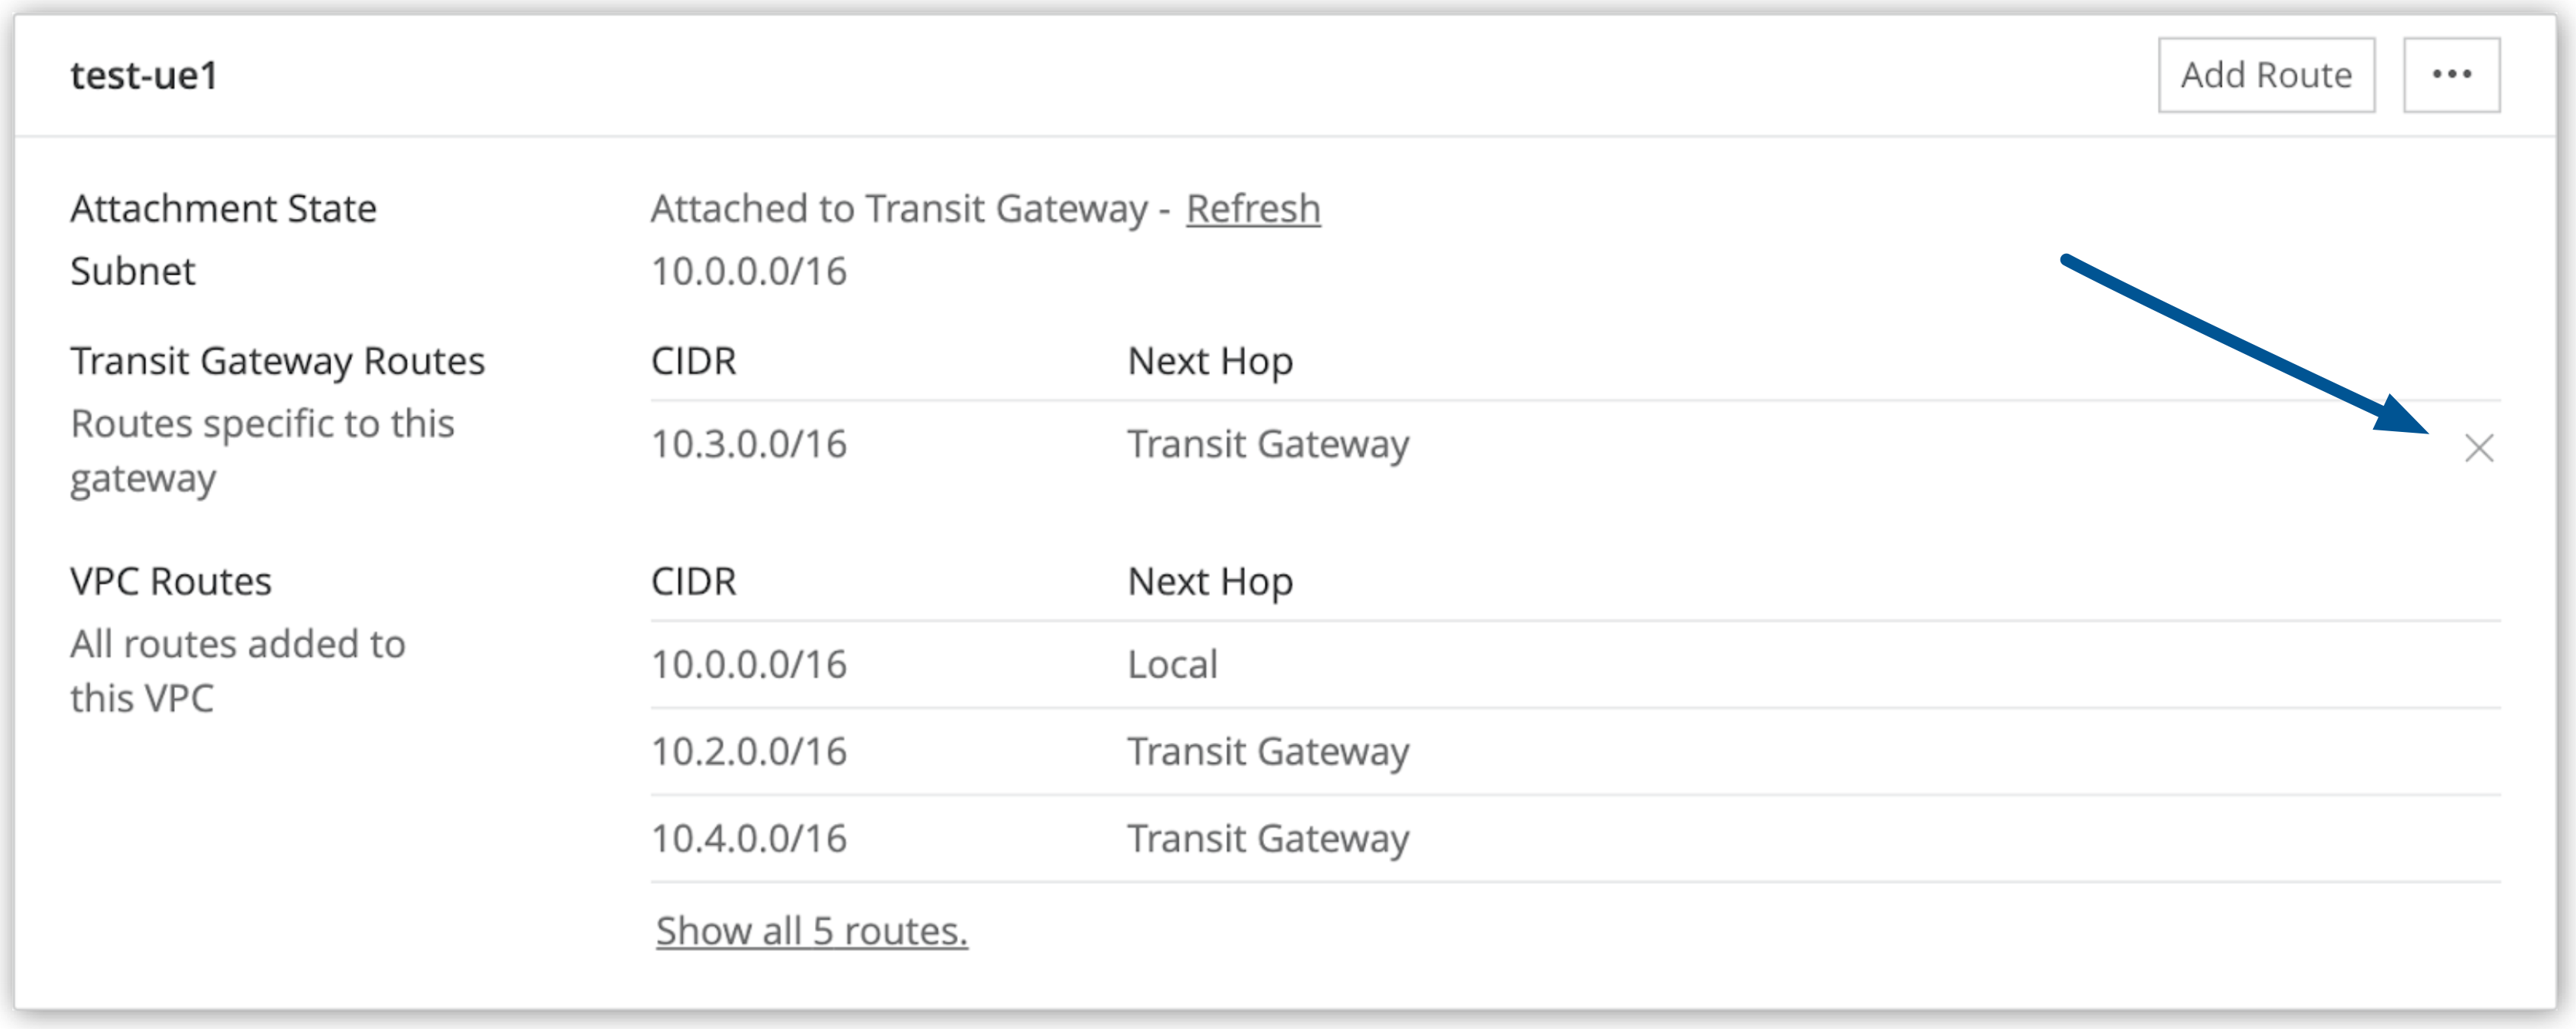 test-ue1
Add Route
•••
Attachment State
Attached to Transit Gateway - Refresh
Subnet
10.0.0.0/16
Transit Gateway Routes
Routes specific to this
gateway
CIDR
Next Hop
10.3.0.0/16
Transit Gateway
VPC Routes
All routes added to
this VPC
CIDR
Next Hop
10.0.0.0/16
Local
10.2.0.0/16
Transit Gateway
10.4.0.0/16
Transit Gateway
Show all 5 routes.